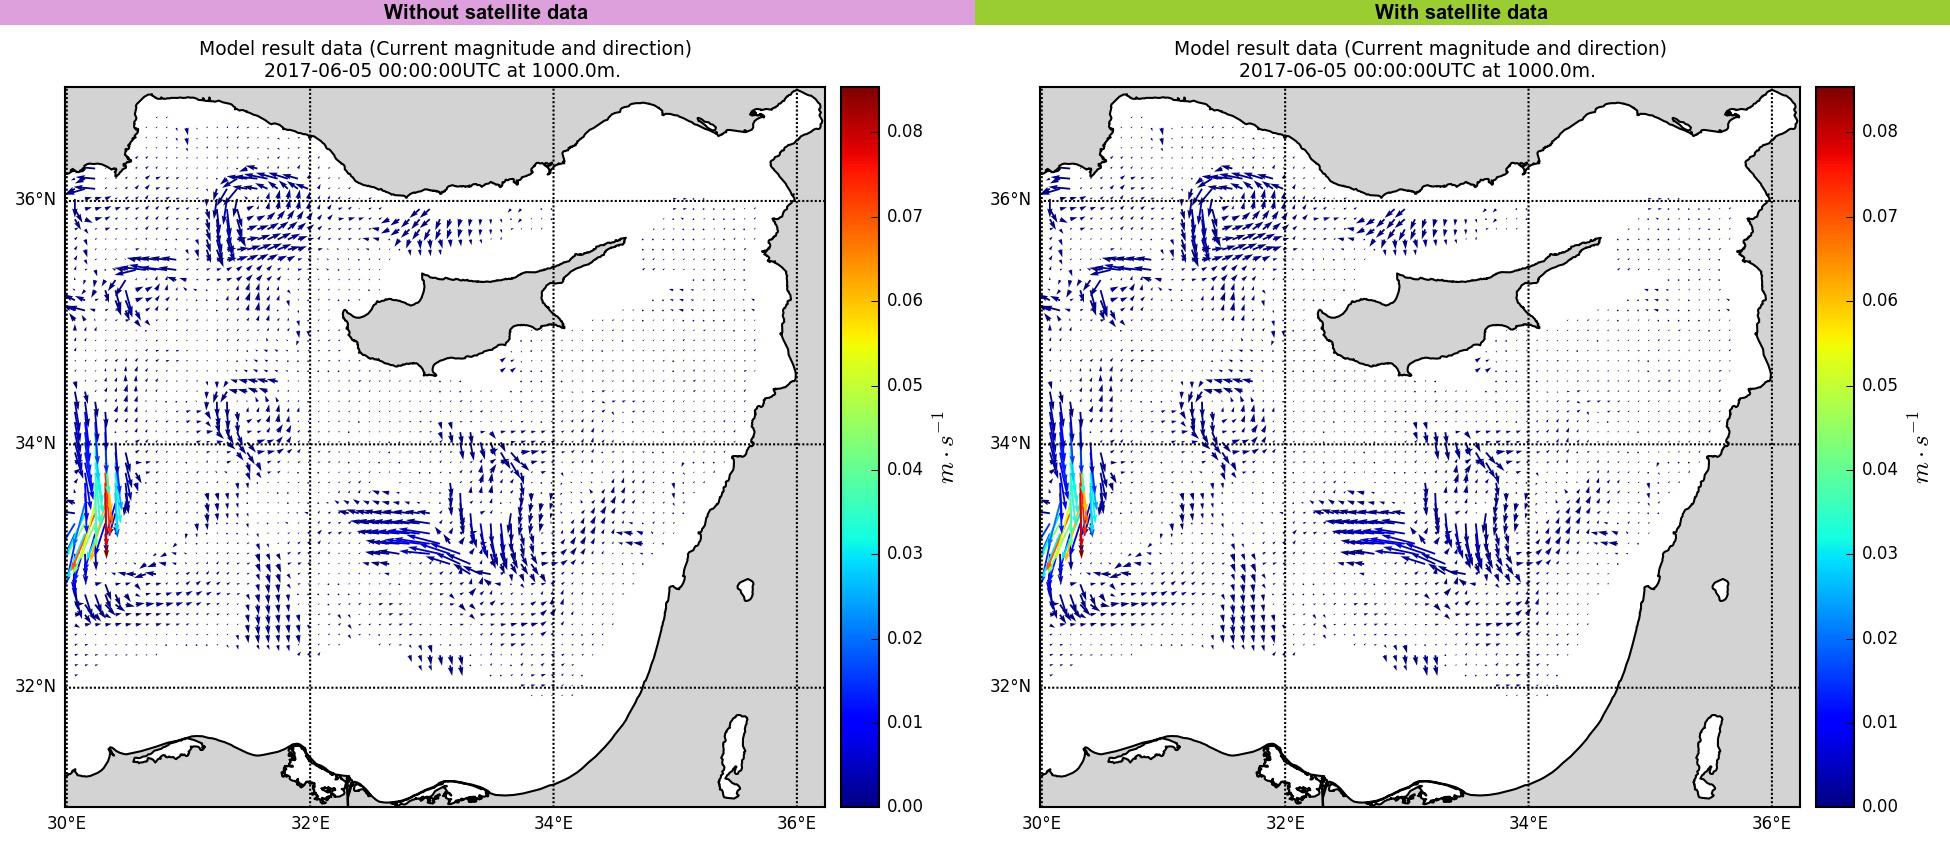 Without satellite data
With satellite data
Model result data (Current magnitude and direction)
2017-06-05 00:00:00UTC at 1000.0m.
36°N
34°N
32°N
30°E
32°E
34°E
36°E
0.08
0.07
0.06
0.05
0.04
0.03
0.02
0.01
0.00
m · s⁻¹
Model result data (Current magnitude and direction)
2017-06-05 00:00:00UTC at 1000.0m.
36°N
34°N
32°N
30°E
32°E
34°E
36°E
0.08
0.07
0.06
0.05
0.04
0.03
0.02
0.01
0.00
m · s⁻¹